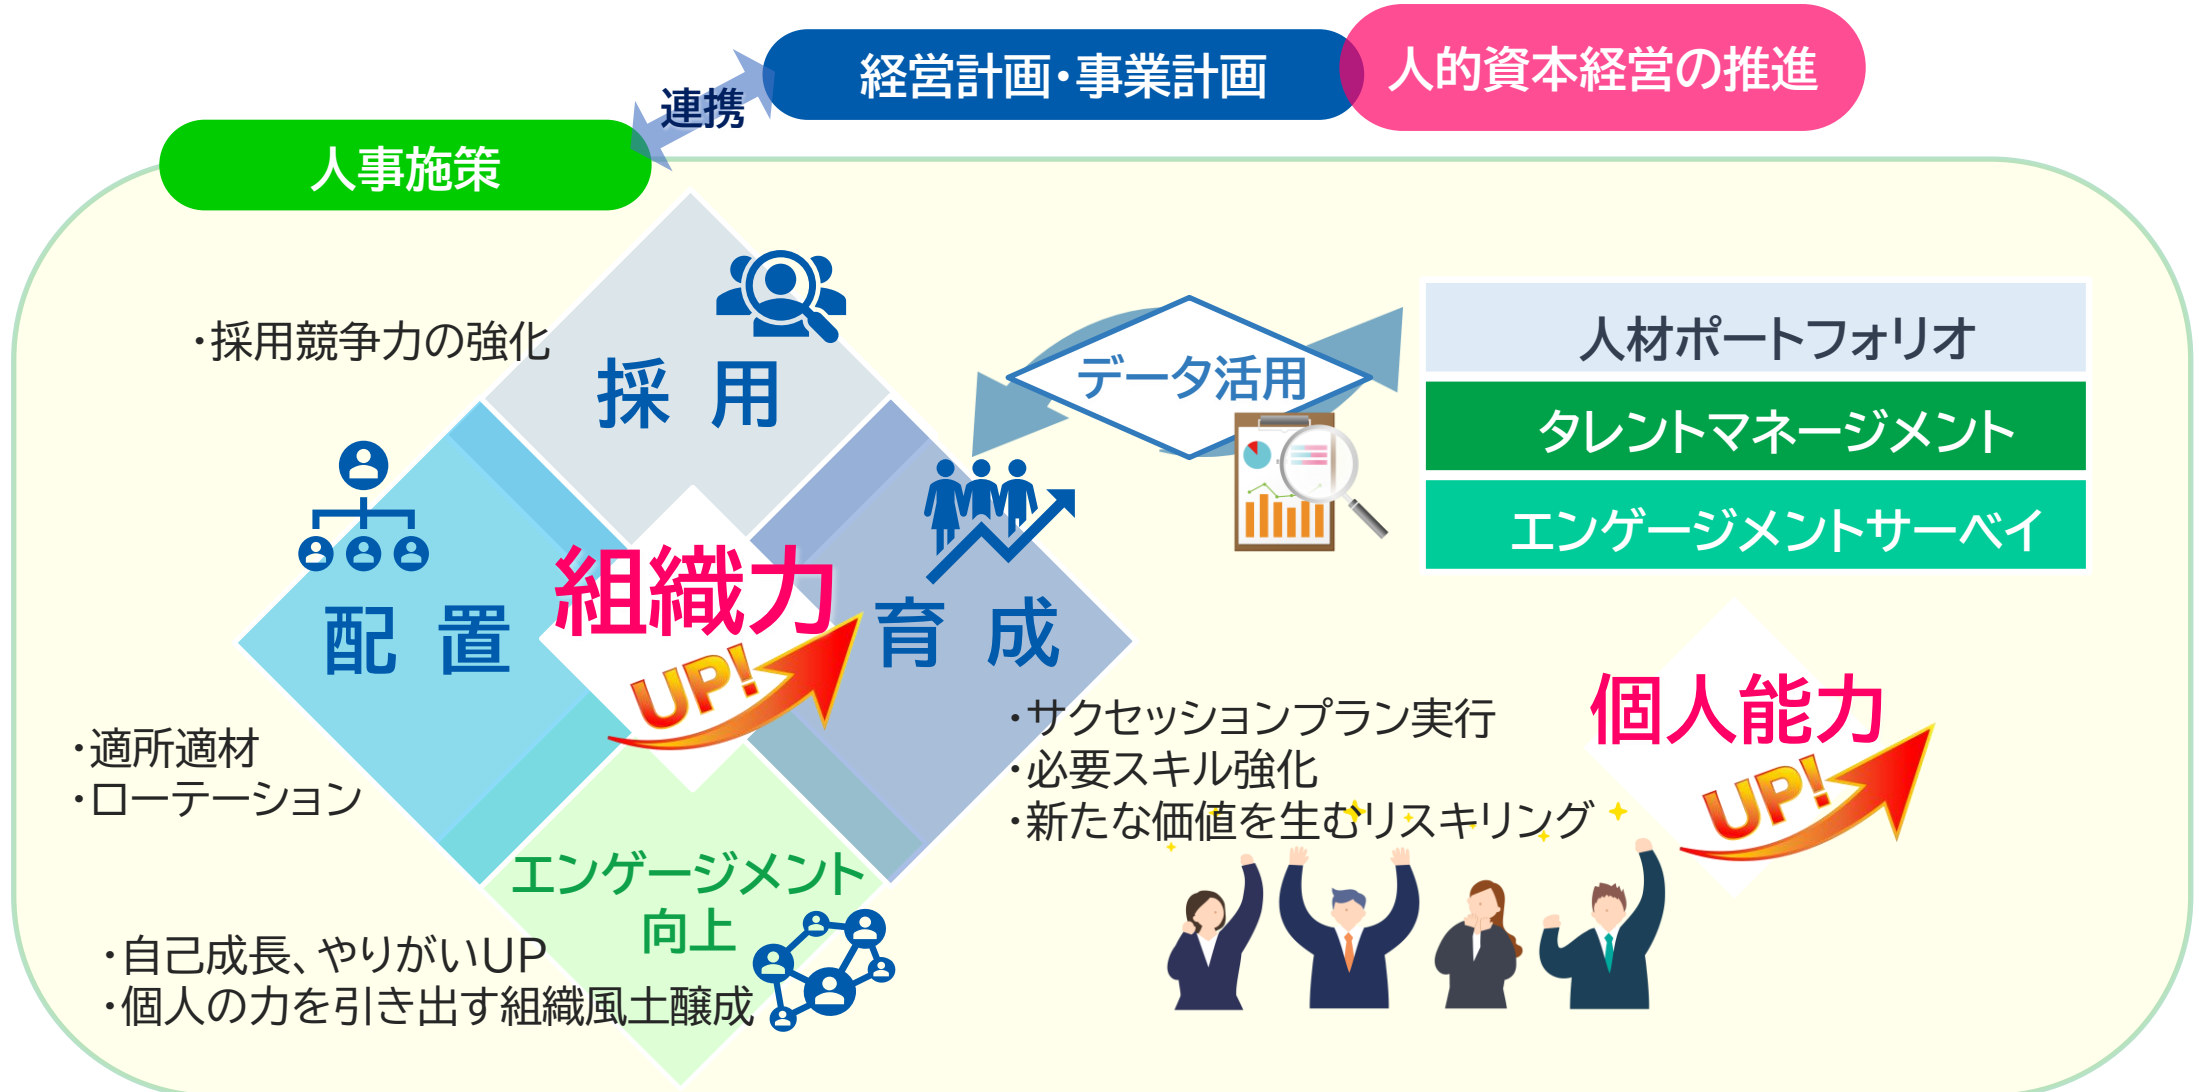 経営計画・事業計画
人的資本経営の推進
連携
人事施策
・採用競争力の強化
採 用
データ活用
人材ポートフォリオ
タレントマネージメント
エンゲージメントサーベイ
配 置
組織力
UP!
育 成
・適所適材
・ローテーション
・サクセッションプラン実行
・必要スキル強化
・新たな価値を生むリスキリング
個人能力
UP!
エンゲージメント
向上
・自己成長、やりがいUP
・個人の力を引き出す組織風土醸成